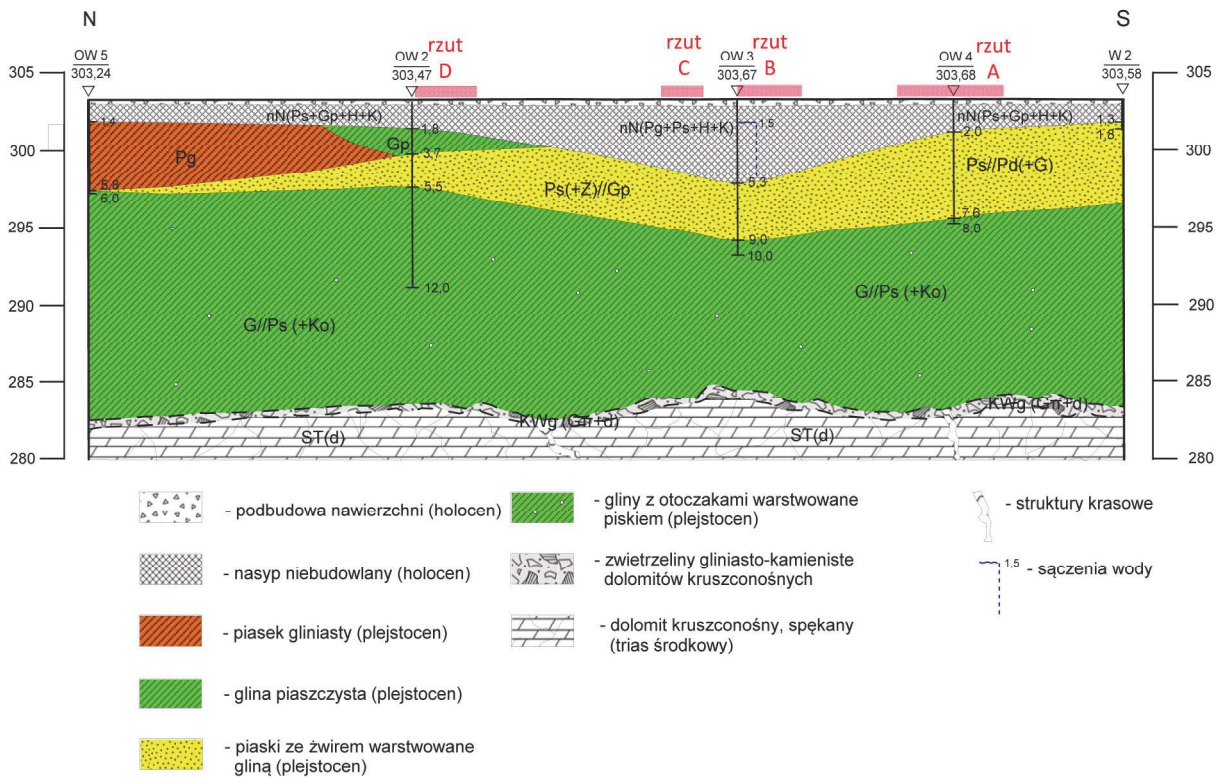 N
S
OW 5
303,24
OW 2
303,47
rzut
D
rzut
C
OW 3
303,67
rzut
B
OW 4
303,68
rzut
A
W 2
303,58
305
300
295
290
285
280
305
300
295
290
285
280
1,4
nN(Ps+Gp+H+K)
1,8
nN(Pg+Ps+H+K)
1,5
nN(Ps+Gp+H+K)
2,0
1,3
1,8
Pg
Gp
3,7
5,8
6,0
5,5
Ps(+Ż)//Gp
5,3
Ps//Pd(+G)
7,6
8,0
9,0
10,0
12,0
G//Ps (+Ko)
G//Ps (+Ko)
KWg (Gπ+d)
KWg (Gπ+d)
ST(d)
ST(d)
- podbudowa nawierzchni (holocen)
- nasyp niebudowlany (holocen)
- piasek gliniasty (plejstocen)
- glina piaszczysta (plejstocen)
- piaski ze żwirem warstwowane
gliną (plejstocen)
- gliny z otoczakami warstwowane
piskiem (plejstocen)
- zwietrzeliny gliniasto-kamieniste
dolomitów kruszconośnych
- dolomit kruszconośny, spękany
(trias środkowy)
- struktury krasowe
1.5
- sączenia wody